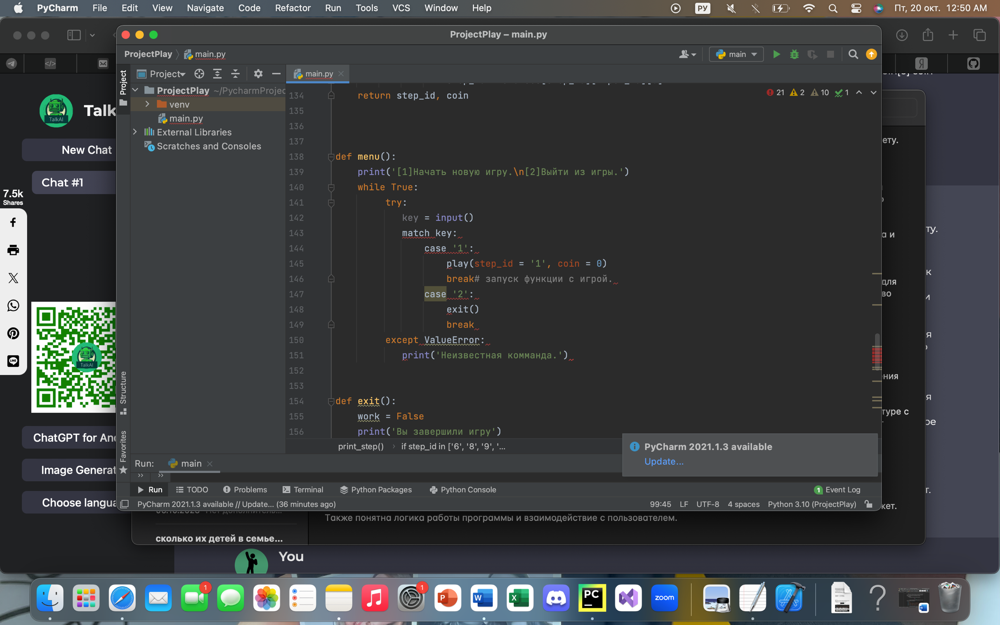 PyCharm File Edit View Navigate Code Refactor Run Tools VCS Window Help РУ Пт, 20 окт. 12:50 AM
ProjectPlay – main.py
ProjectPlay main.py main
Project main.py
Project
ProjectPlay ~/PycharmProjec
venv
main.py
External Libraries
Scratches and Consoles
Structure
Favorites
21 2 10 1
134 return step_id, coin
135
136
137
138 def menu():
139 print('[1]Начать новую игру.\n[2]Выйти из игры.')
140 while True:
141 try:
142 key = input()
143 match key:
144 case '1':
145 play(step_id = '1', coin = 0)
146 break# запуск функции с игрой.
147 case '2':
148 exit()
149 break
150 except ValueError:
151 print('Неизвестная комманда.')
152
153
154 def exit():
155 work = False
156 print('Вы завершили игру')
print_step() › if step_id in ['6', '8', '9', '...
PyCharm 2021.1.3 available
Update...
Run: main
Run TODO Problems Terminal Python Packages Python Console 1 Event Log
PyCharm 2021.1.3 available // Update... (36 minutes ago) 99:45 LF UTF-8 4 spaces Python 3.10 (ProjectPlay)
Talk
TalkAI
New Chat
Chat #1
7.5k
Shares
LINE
TalkAI
ChatGPT for And
Image Generat
Choose langua
</>
Я
ету.
ту.
а и
к
для
во
и
я
ния
я
туре с
ое
т.
кет.
Также понятна логика работы программы и взаимодействие с пользователем.
сколько их детей в семье...
You
1
1
P
W
X
PC
zoom
DOCX
?
W